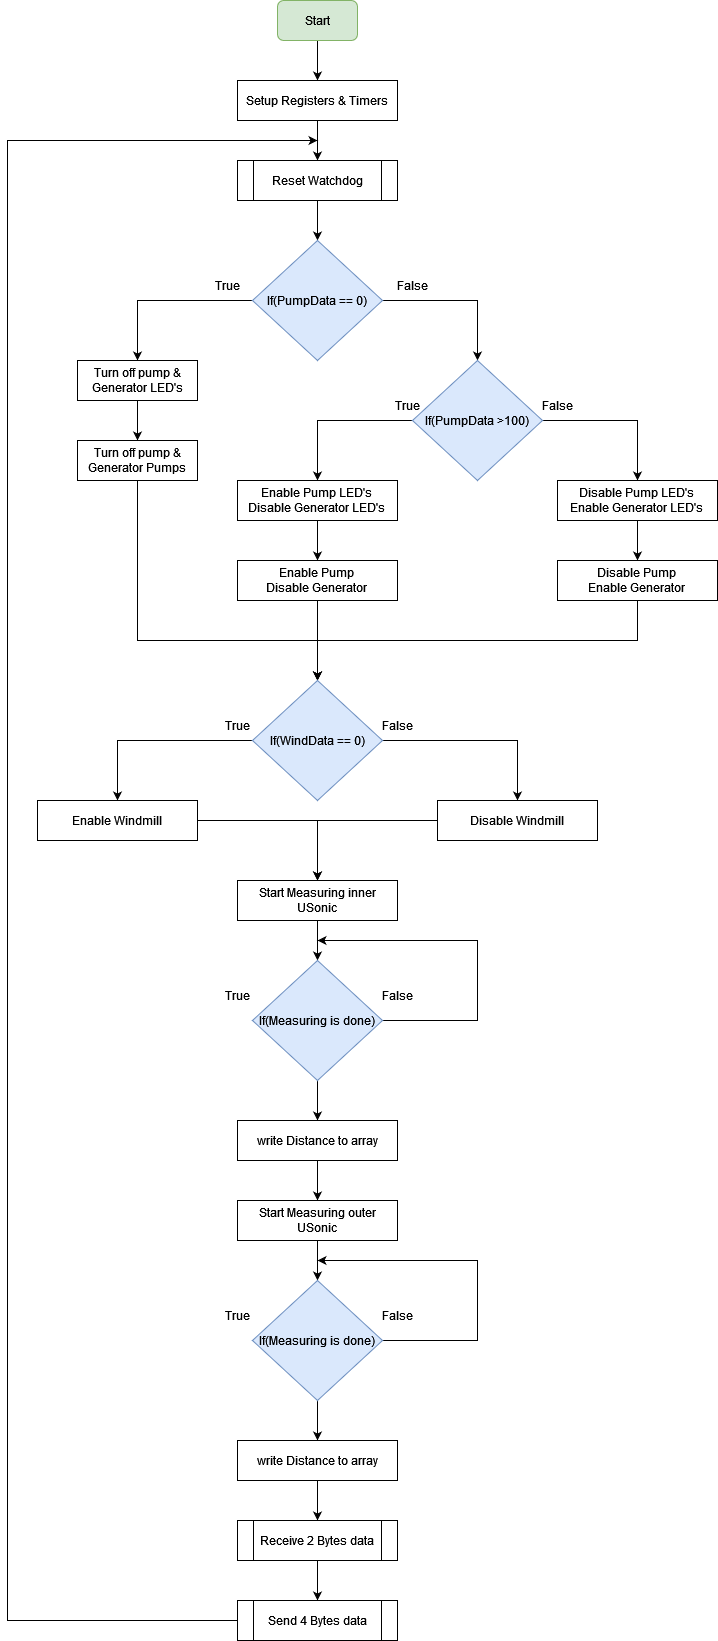 Start
Setup Registers & Timers
Reset Watchdog
True
False
If(PumpData == 0)
Turn off pump &
Generator LED's
True
False
If(PumpData >100)
Turn off pump &
Generator Pumps
Enable Pump LED's
Disable Generator LED's
Disable Pump LED's
Enable Generator LED's
Enable Pump
Disable Generator
Disable Pump
Enable Generator
True
False
If(WindData == 0)
Enable Windmill
Disable Windmill
Start Measuring inner
USonic
True
False
If(Measuring is done)
write Distance to array
Start Measuring outer
USonic
True
False
If(Measuring is done)
write Distance to array
Receive 2 Bytes data
Send 4 Bytes data